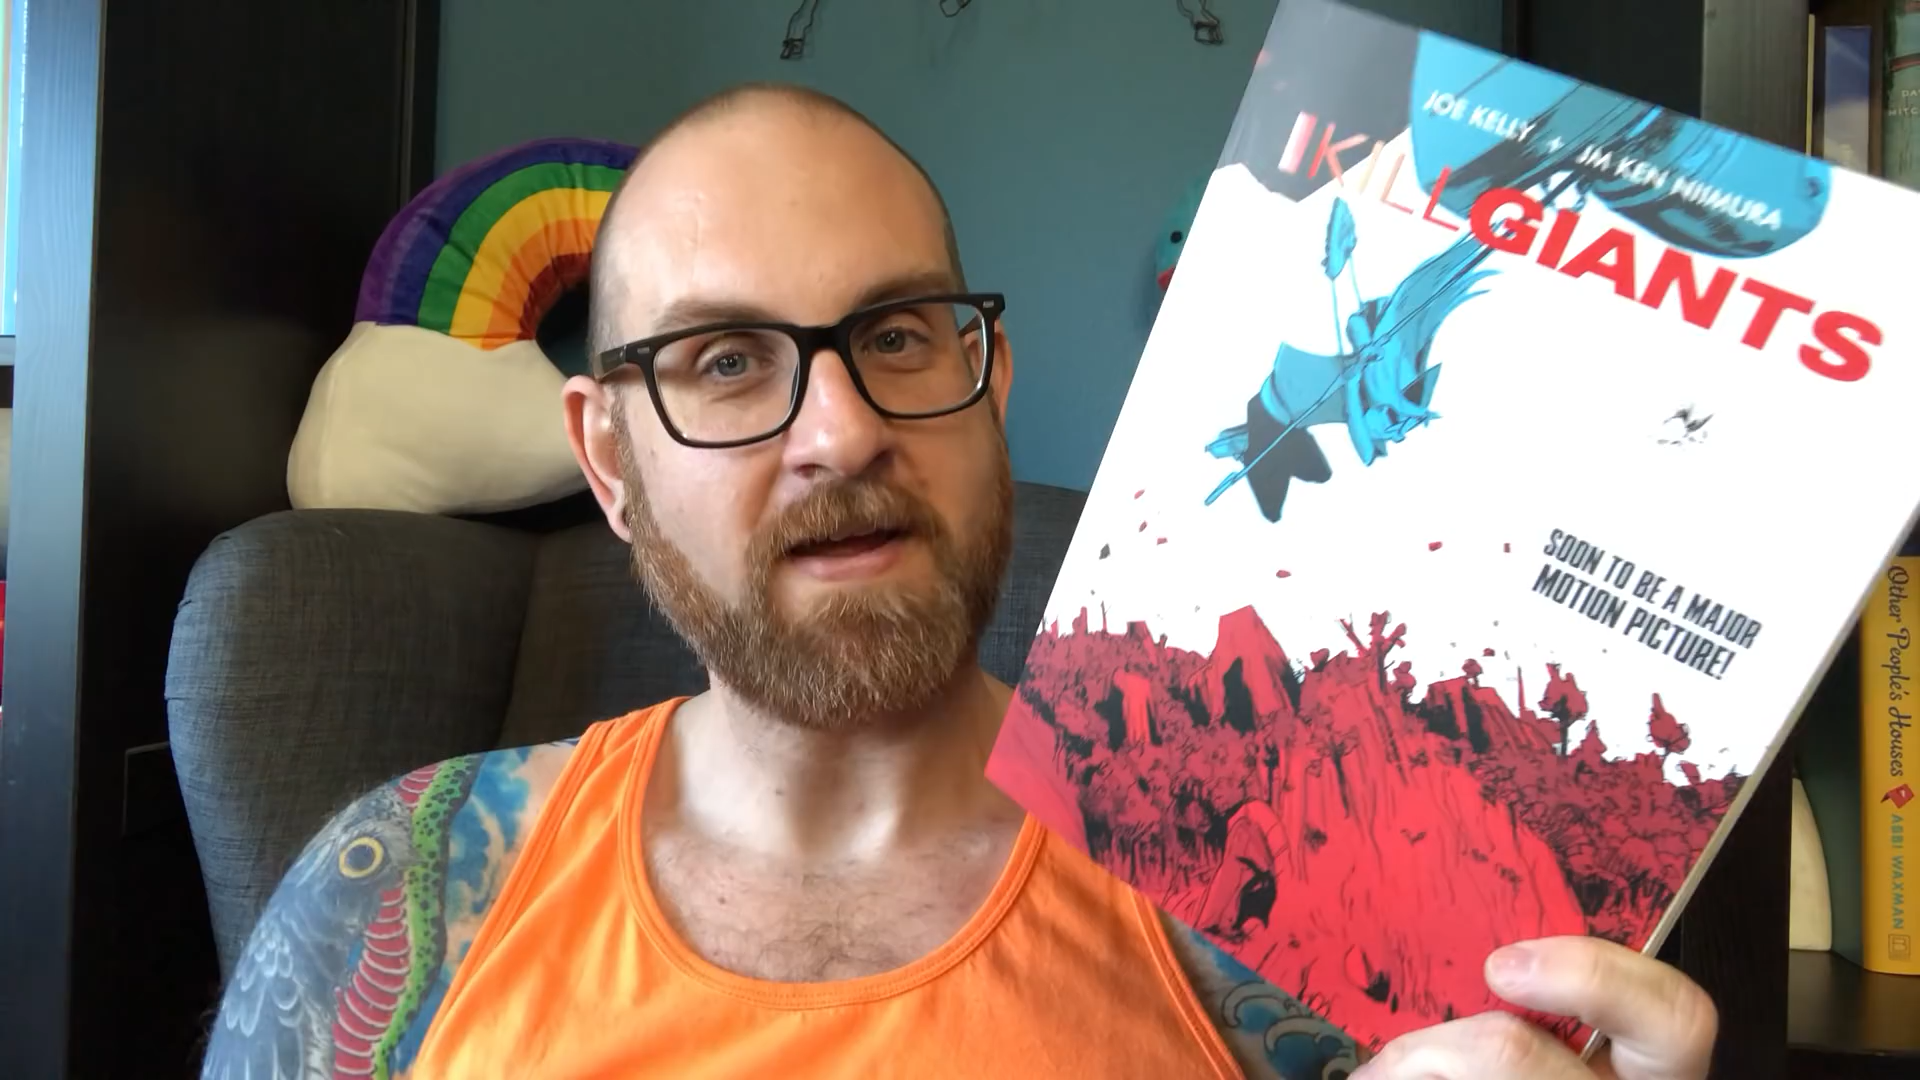 JOE KELLY + JM KEN NIIMURA
I KILL GIANTS
SOON TO BE A MAJOR
MOTION PICTURE!
Other People's Houses
ABBI WAXMAN